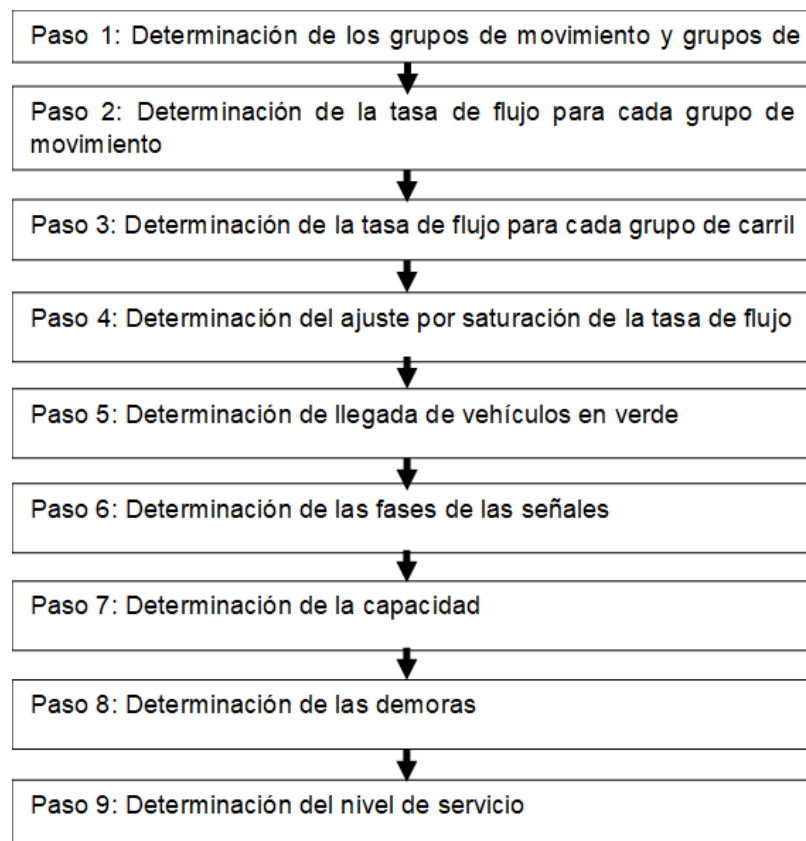 Paso 1: Determinación de los grupos de movimiento y grupos de
Paso 2: Determinación de la tasa de flujo para cada grupo de
movimiento
Paso 3: Determinación de la tasa de flujo para cada grupo de carril
Paso 4: Determinación del ajuste por saturación de la tasa de flujo
Paso 5: Determinación de llegada de vehículos en verde
Paso 6: Determinación de las fases de las señales
Paso 7: Determinación de la capacidad
Paso 8: Determinación de las demoras
Paso 9: Determinación del nivel de servicio